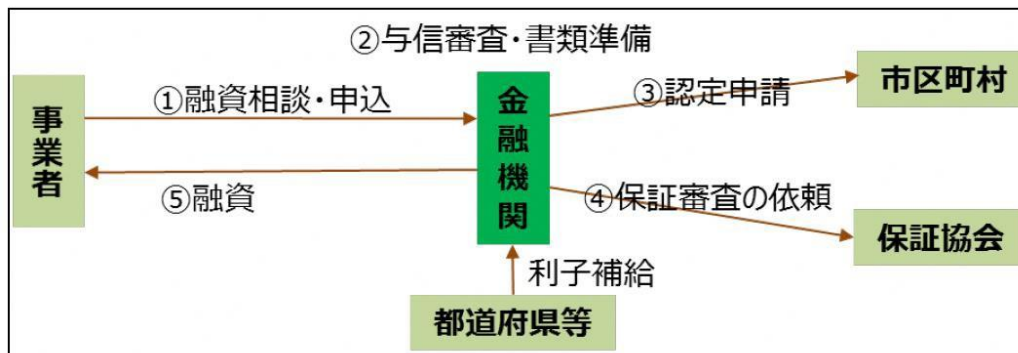 ②与信審査・書類準備
事業者
①融資相談・申込
金融機関
③認定申請
市区町村
⑤融資
④保証審査の依頼
保証協会
利子補給
都道府県等